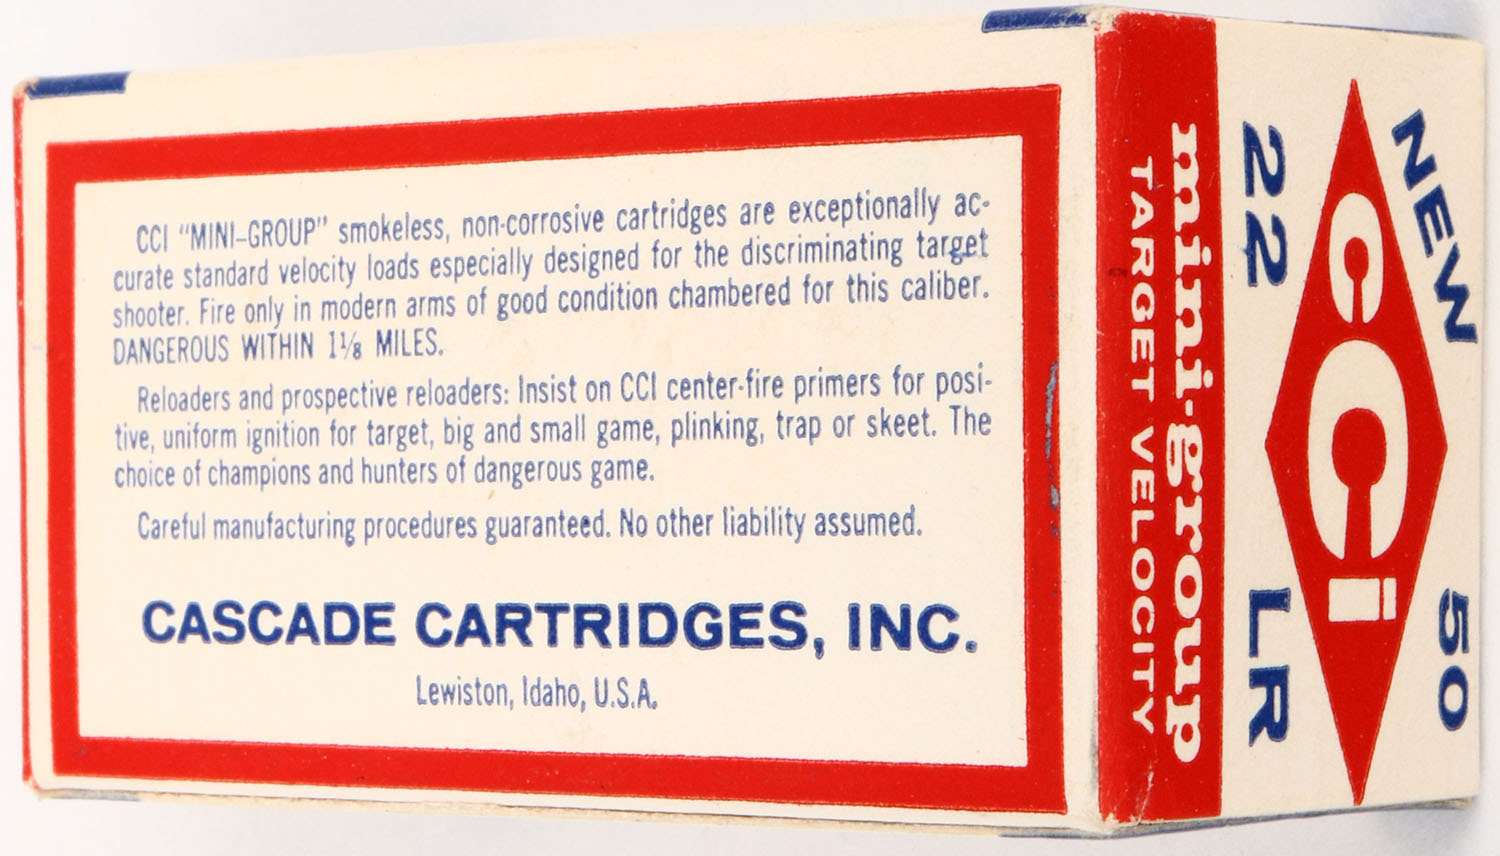 CCI "MINI-GROUP" smokeless, non-corrosive cartridges are exceptionally ac-
curate standard velocity loads especially designed for the discriminating target
shooter. Fire only in modern arms of good condition chambered for this caliber.
DANGEROUS WITHIN 1⅛ MILES.
Reloaders and prospective reloaders: Insist on CCI center-fire primers for posi-
tive, uniform ignition for target, big and small game, plinking, trap or skeet. The
choice of champions and hunters of dangerous game.
Careful manufacturing procedures guaranteed. No other liability assumed.
CASCADE CARTRIDGES, INC.
Lewiston, Idaho, U.S.A.
NEW 50
CCI
22 LR
mini-group
TARGET VELOCITY